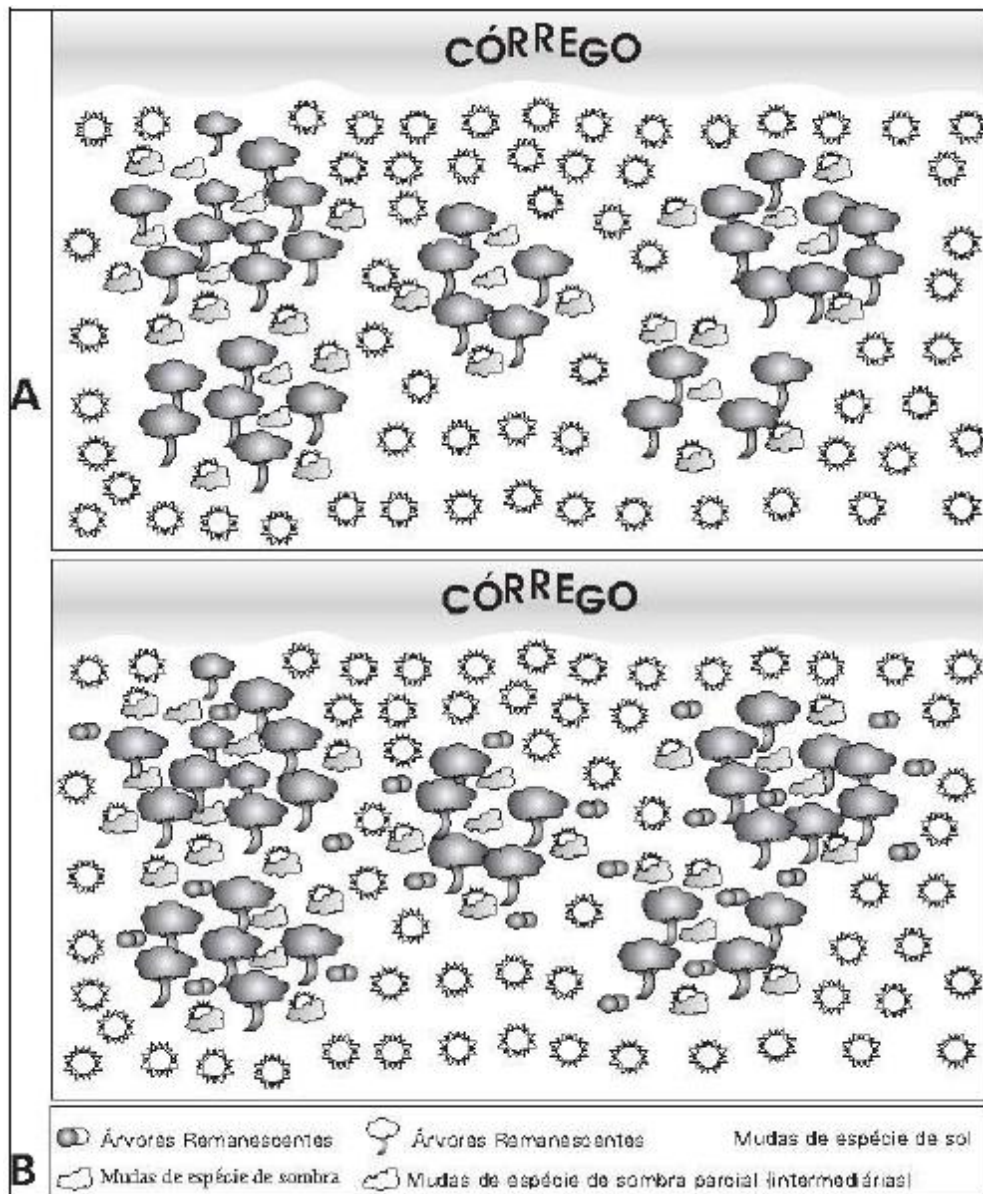 CÓRREGO
A
CÓRREGO
Árvores Remanescentes Árvores Remanescentes Mudas de espécie de sol
B Mudas de espécie de sombra Mudas de espécie de sombra parcial (intermediárias)